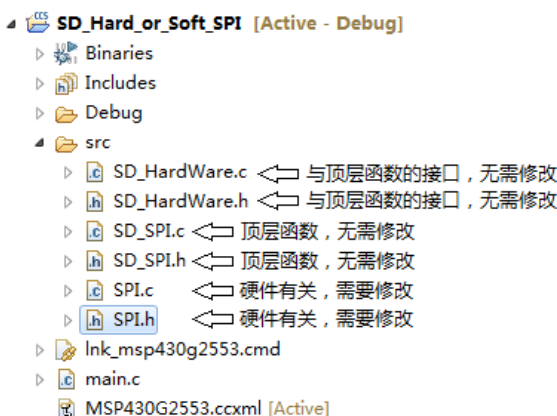 SD_Hard_or_Soft_SPI [Active - Debug]
Binaries
Includes
Debug
src
SD_HardWare.c 与顶层函数的接口，无需修改
SD_HardWare.h 与顶层函数的接口，无需修改
SD_SPI.c 顶层函数，无需修改
SD_SPI.h 顶层函数，无需修改
SPI.c 硬件有关，需要修改
SPI.h 硬件有关，需要修改
lnk_msp430g2553.cmd
main.c
MSP430G2553.ccxml [Active]